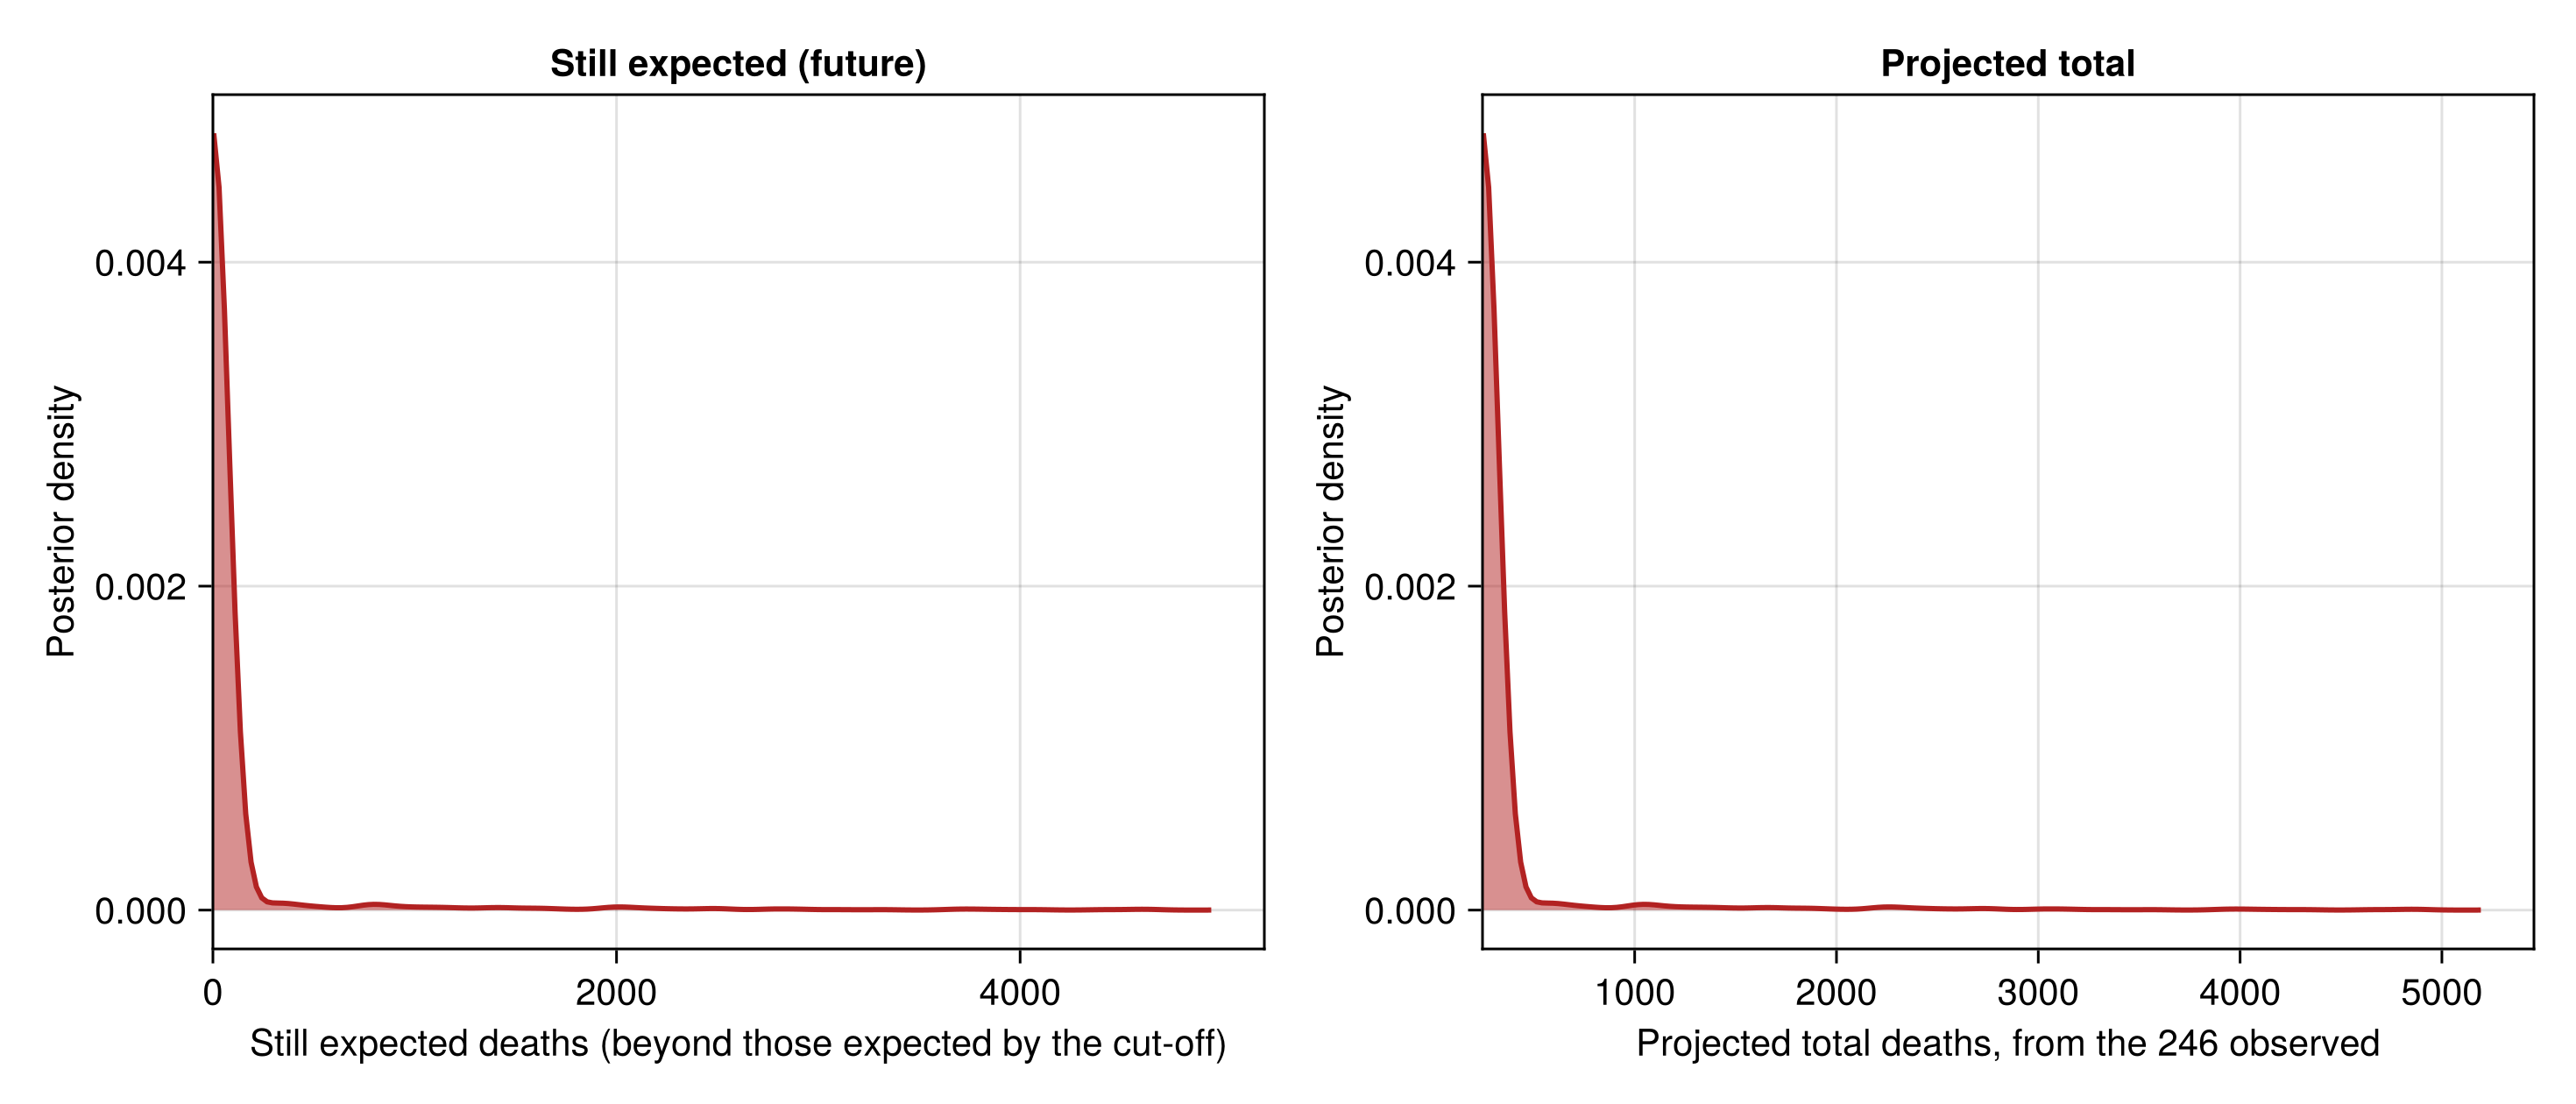 Still expected (future)
Posterior density
0.004
0.002
0.000
0
2000
4000
Still expected deaths (beyond those expected by the cut-off)
Projected total
Posterior density
0.004
0.002
0.000
1000
2000
3000
4000
5000
Projected total deaths, from the 246 observed